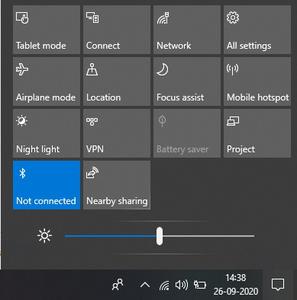 Tablet mode Connect Network All settings
Airplane mode Location Focus assist Mobile hotspot
Night light VPN Battery saver Project
Not connected Nearby sharing
14:38
26-09-2020